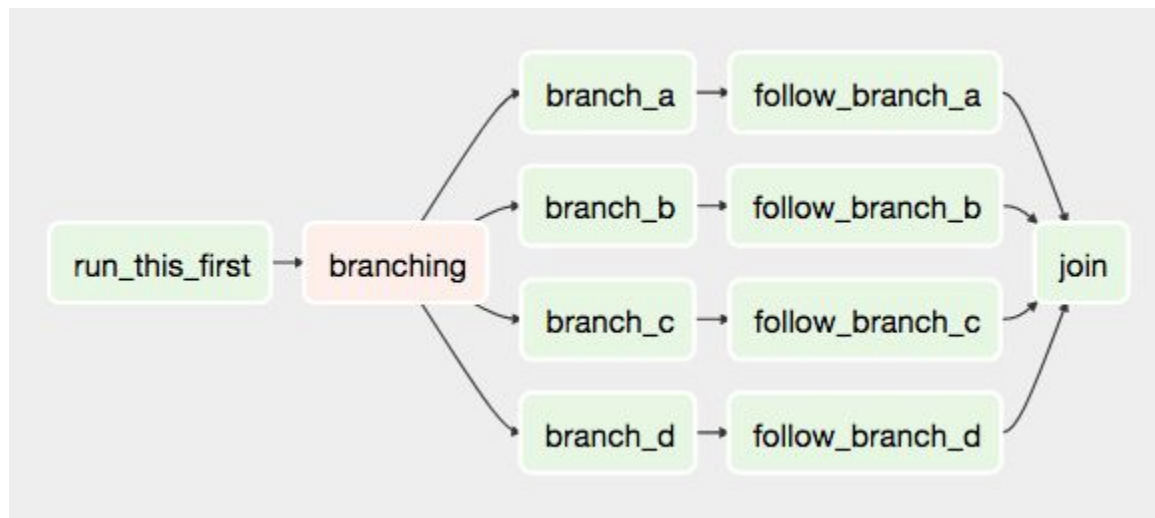 run_this_first
branching
branch_a
follow_branch_a
branch_b
follow_branch_b
branch_c
follow_branch_c
branch_d
follow_branch_d
join